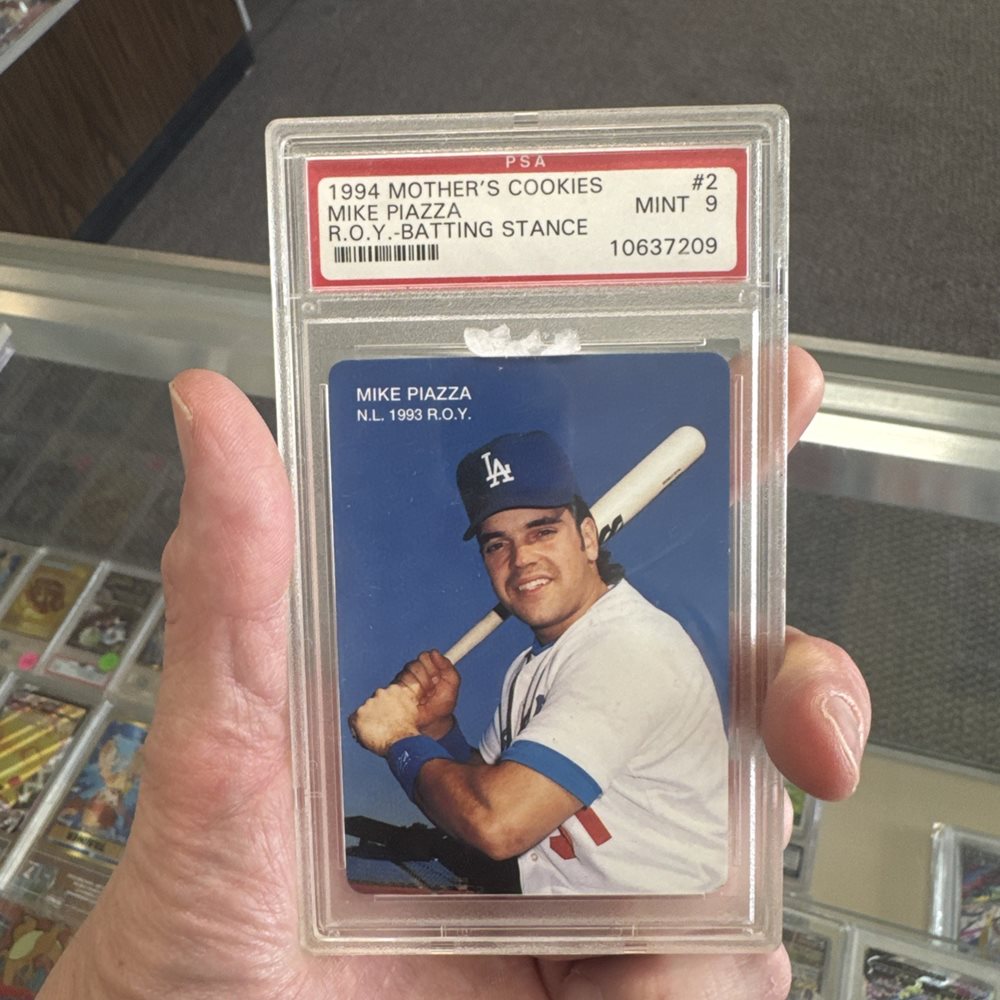 PSA
1994 MOTHER'S COOKIES #2
MIKE PIAZZA MINT 9
R.O.Y.-BATTING STANCE
10637209
MIKE PIAZZA
N.L. 1993 R.O.Y.
LA